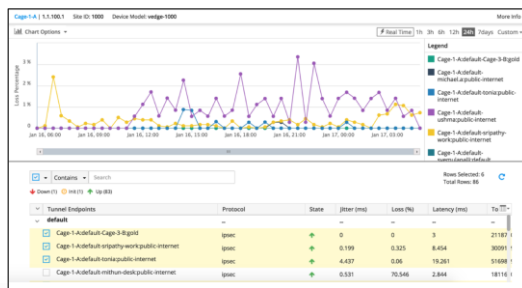 Cage-1-A | 1.1.100.1 Site ID: 1000 Device Model: vedge-1000 More Info
Chart Options Real Time 1h 3h 6h 12h 24h 7days Custom
Legend
Cage-1-A:default-Cage-3-B:gold
Cage-1-A:default-michael.a:public-internet
Cage-1-A:default-tonia:public-internet
Cage-1-A:default-ushma:public-internet
Cage-1-A:default-sripathy-work:public-internet
Cage-1-A:default-
Loss Percentage
0
Jan 16, 06:00 Jan 16, 09:00 Jan 16, 12:00 Jan 16, 15:00 Jan 16, 18:00 Jan 16, 21:00 Jan 17, 00:00 Jan 17, 03:00
Contains Search Rows Selected: 6
Total Rows: 86
Down (1) Init (1) Up (83)
Tunnel Endpoints Protocol State Jitter (ms) Loss (%) Latency (ms)
default -- -- -- -- --
Cage-1-A:default-Cage-3-B:gold ipsec 0 0 3 21187
Cage-1-A:default-sripathy-work:public-internet ipsec 0.199 0.325 8.454 30091
Cage-1-A:default-tonia:public-internet ipsec 4.437 0.06 19.261 51698
Cage-1-A:default-mithun-desk:public-internet ipsec 0.531 70.546 2.844 18116